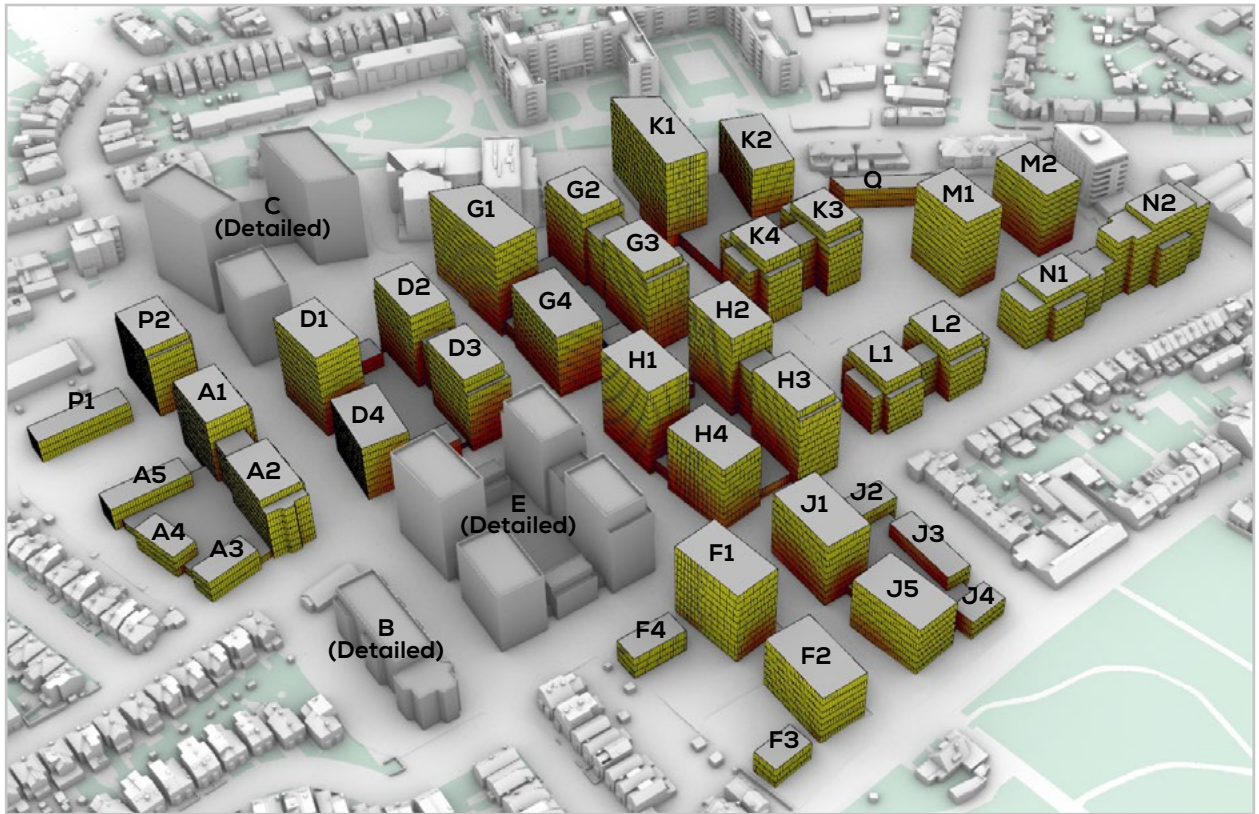 K1
K2
M2
C
(Detailed)
G2
Q
M1
N2
G1
K3
G3
K4
N1
D2
G4
P2
D1
H2
L2
D3
H1
L1
P1
A1
H3
D4
H4
A5
A2
E
(Detailed)
J1
J2
A4
A3
J3
F1
J5
J4
B
(Detailed)
F4
F2
F3